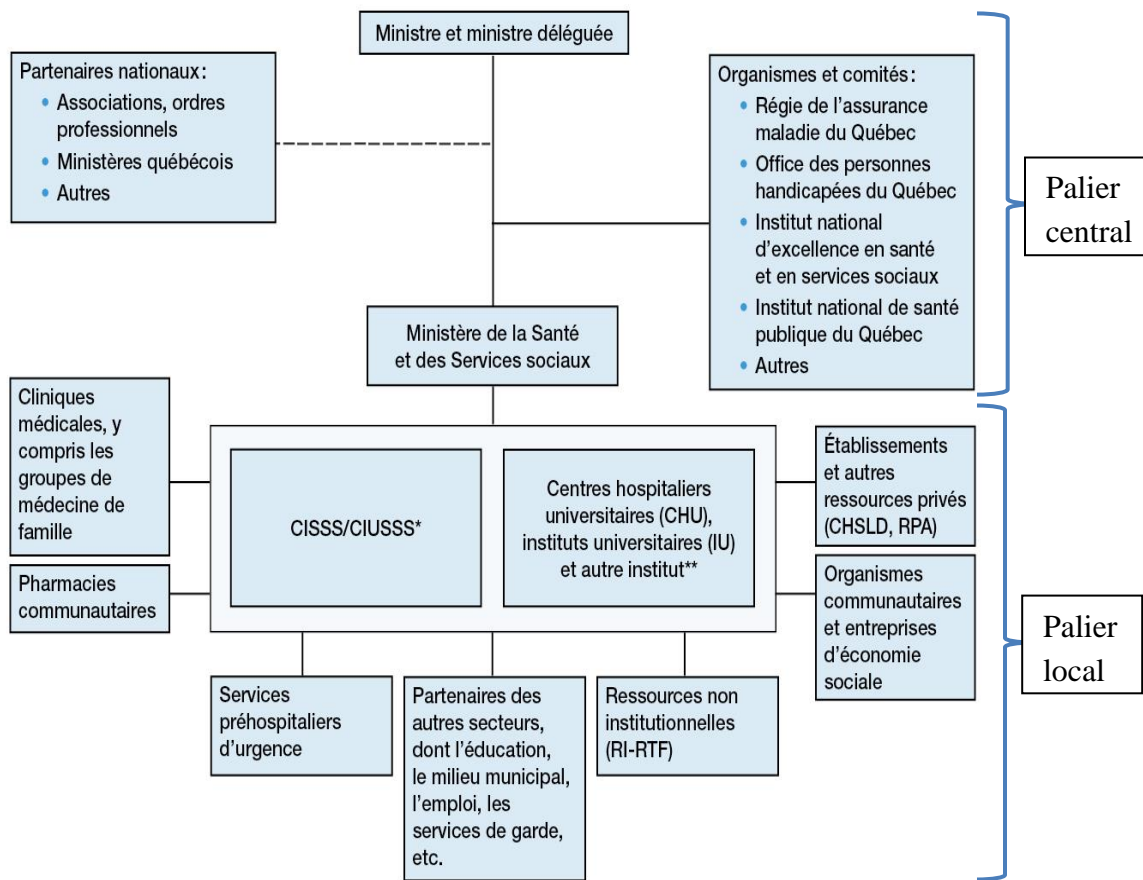 Ministre et ministre déléguée
Partenaires nationaux :
• Associations, ordres
professionnels
• Ministères québécois
• Autres
Organismes et comités :
• Régie de l'assurance
maladie du Québec
• Office des personnes
handicapées du Québec
• Institut national
d'excellence en santé
et en services sociaux
• Institut national de santé
publique du Québec
• Autres
Palier
central
Ministère de la Santé
et des Services sociaux
Cliniques
médicales, y
compris les
groupes de
médecine de
famille
Pharmacies
communautaires
CISSS/CIUSSS*
Centres hospitaliers
universitaires (CHU),
instituts universitaires (IU)
et autre institut**
Établissements
et autres
ressources privés
(CHSLD, RPA)
Organismes
communautaires
et entreprises
d'économie
sociale
Palier
local
Services
préhospitaliers
d'urgence
Partenaires des
autres secteurs,
dont l'éducation,
le milieu municipal,
l'emploi, les
services de garde,
etc.
Ressources non
institutionnelles
(RI-RTF)